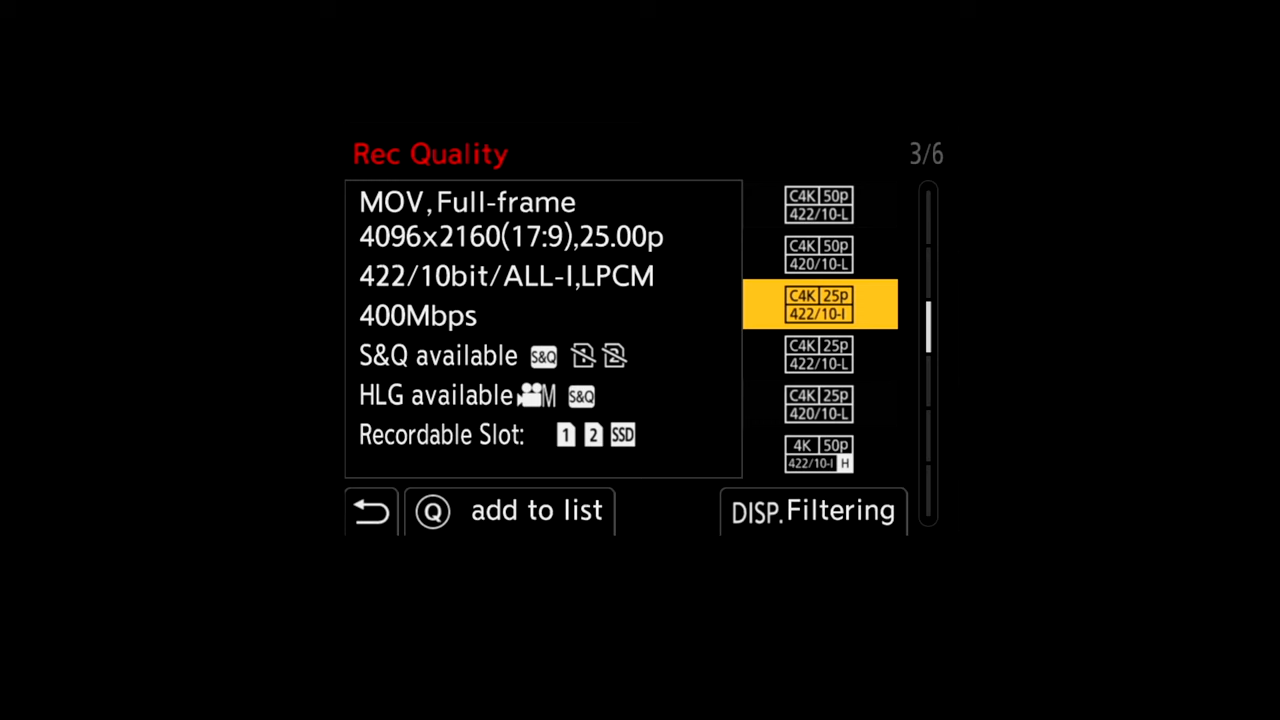 Rec Quality
3/6
MOV,Full-frame
4096x2160(17:9),25.00p
422/10bit/ALL-I,LPCM
400Mbps
S&Q available S&Q 1 2
HLG available M S&Q
Recordable Slot: 1 2 SSD
C4K 50p
422/10-L
C4K 50p
420/10-L
C4K 25p
422/10-I
C4K 25p
422/10-L
C4K 25p
420/10-L
4K 50p
422/10-I H
Q add to list
DISP.Filtering